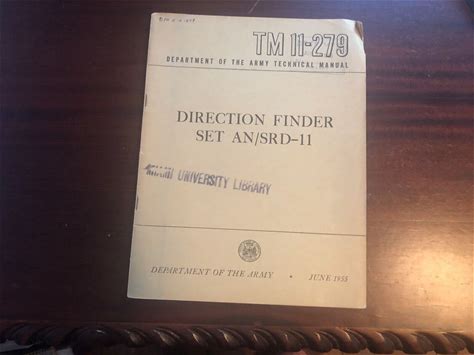 TM 11-279
DEPARTMENT OF THE ARMY TECHNICAL MANUAL
DIRECTION FINDER
SET AN/SRD-11
MIAMI UNIVERSITY LIBRARY
DEPARTMENT OF THE ARMY • JUNE 1955